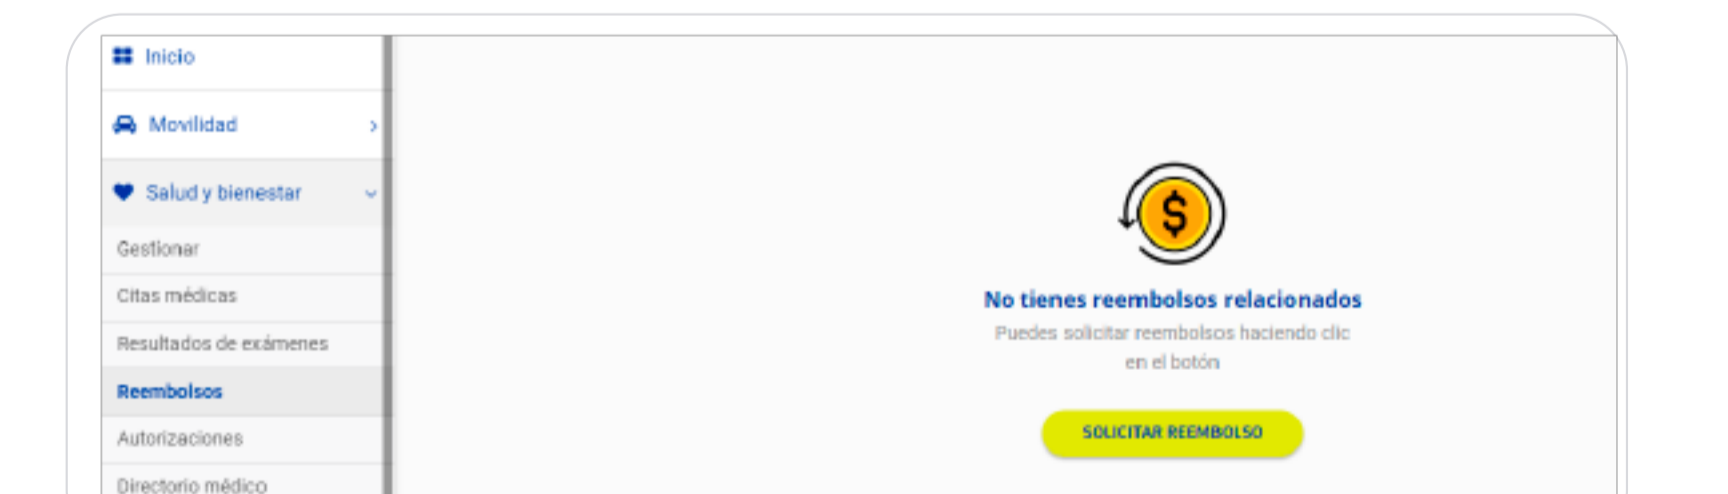 Inicio
Movilidad
Salud y bienestar
Gestionar
Citas médicas
Resultados de exámenes
Reembolsos
Autorizaciones
Directorio médico
$
No tienes reembolsos relacionados
Puedes solicitar reembolsos haciendo clic
en el botón
SOLICITAR REEMBOLSO